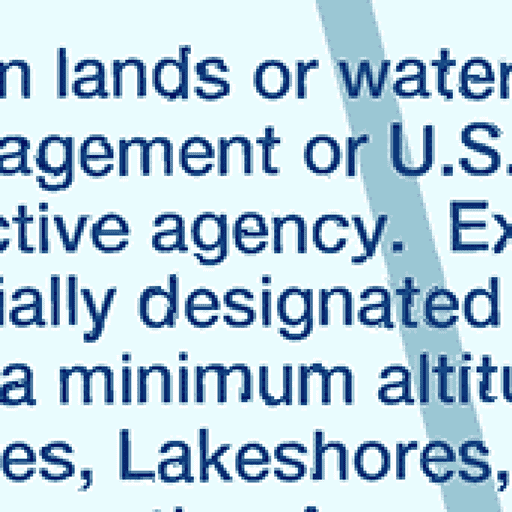 n lands or water
agement or U.S.
ctive agency. Ex
ially designated
a minimum altitu
es, Lakeshores,